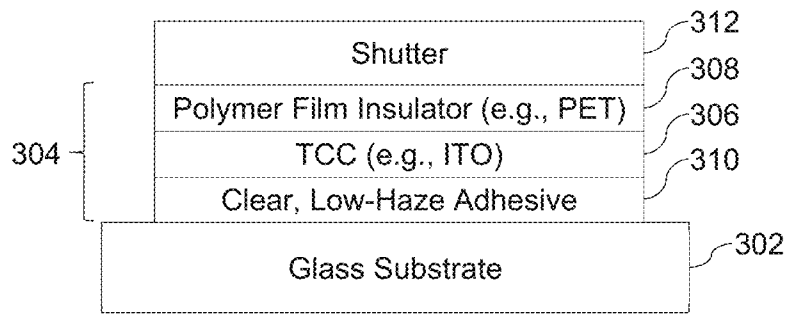 Shutter
312
Polymer Film Insulator (e.g., PET)
308
304
TCC (e.g., ITO)
306
Clear, Low-Haze Adhesive
310
Glass Substrate
302